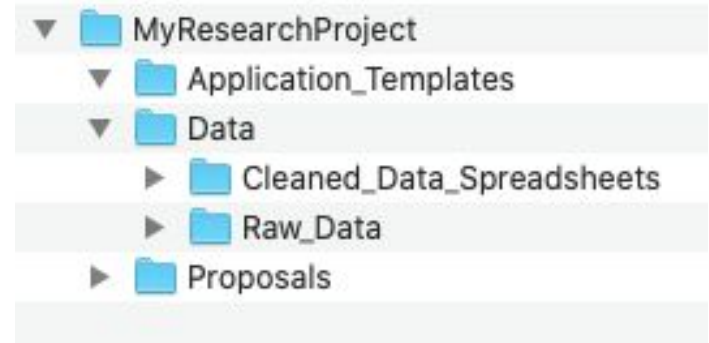 MyResearchProject
Application_Templates
Data
Cleaned_Data_Spreadsheets
Raw_Data
Proposals